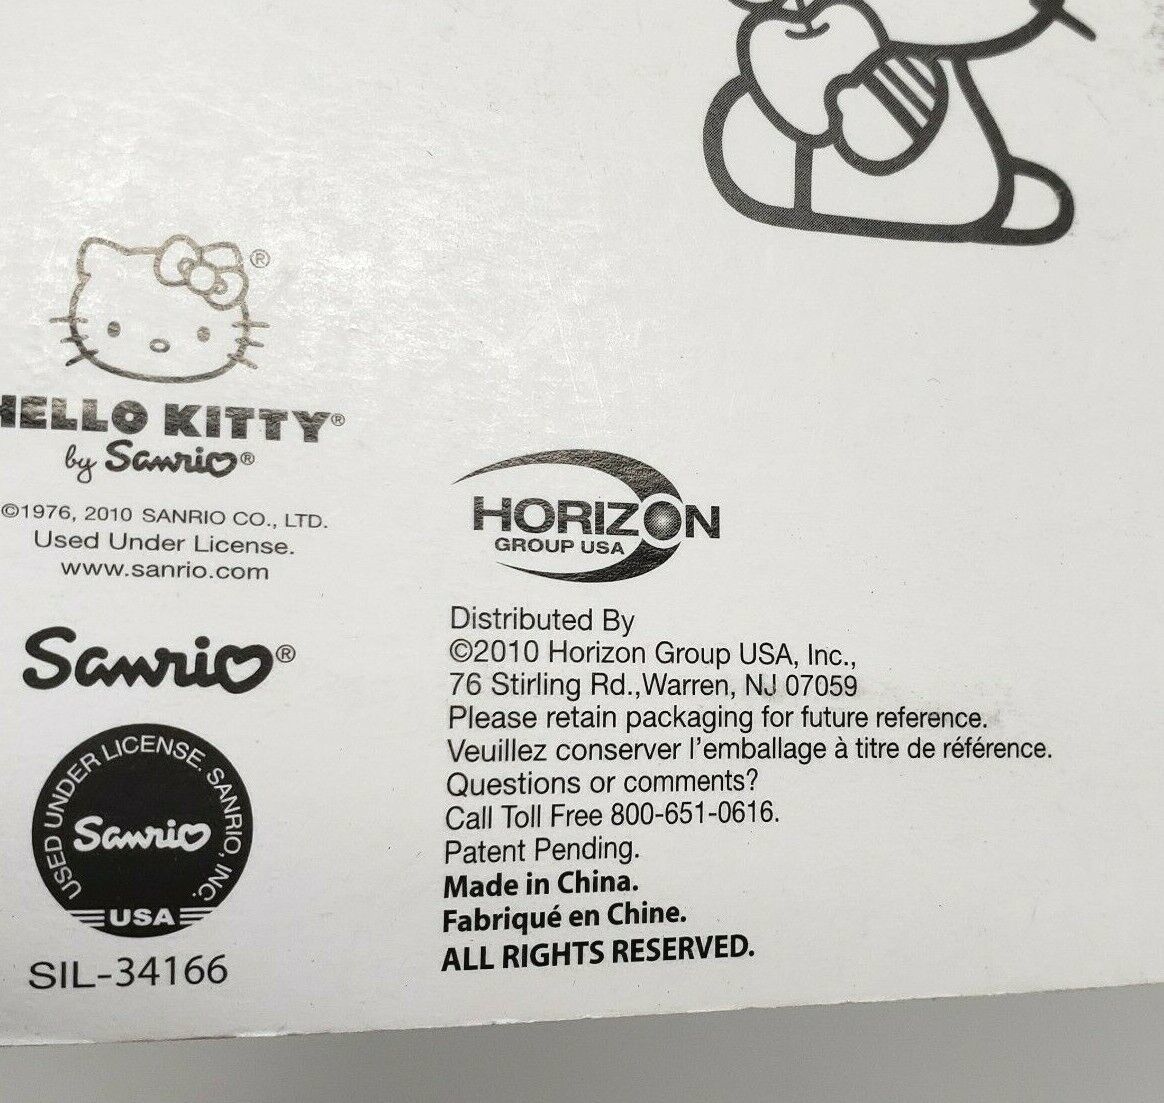 ®
HELLO KITTY®
by Sanrio®
©1976, 2010 SANRIO CO., LTD.
Used Under License.
www.sanrio.com
Sanrio®
USED UNDER LICENSE. SANRIO, INC.
Sanrio
USA
SIL-34166
HORIZON
GROUP USA
Distributed By
©2010 Horizon Group USA, Inc.,
76 Stirling Rd.,Warren, NJ 07059
Please retain packaging for future reference.
Veuillez conserver l'emballage à titre de référence.
Questions or comments?
Call Toll Free 800-651-0616.
Patent Pending.
Made in China.
Fabriqué en Chine.
ALL RIGHTS RESERVED.